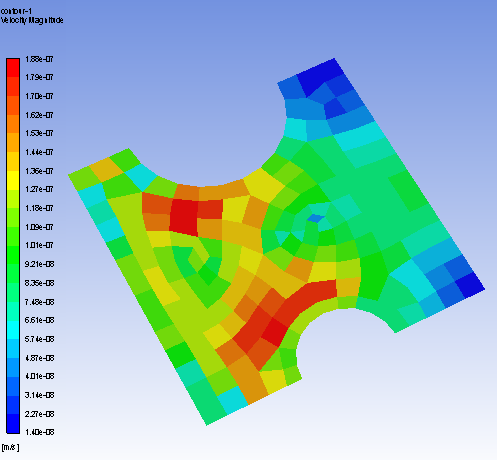 contour-1
Velocity Magnitude
1.88e-07
1.79e-07
1.70e-07
1.62e-07
1.53e-07
1.44e-07
1.36e-07
1.27e-07
1.18e-07
1.09e-07
1.01e-07
9.21e-08
8.35e-08
7.48e-08
6.61e-08
5.74e-08
4.87e-08
4.01e-08
3.14e-08
2.27e-08
1.40e-08
[m/s]